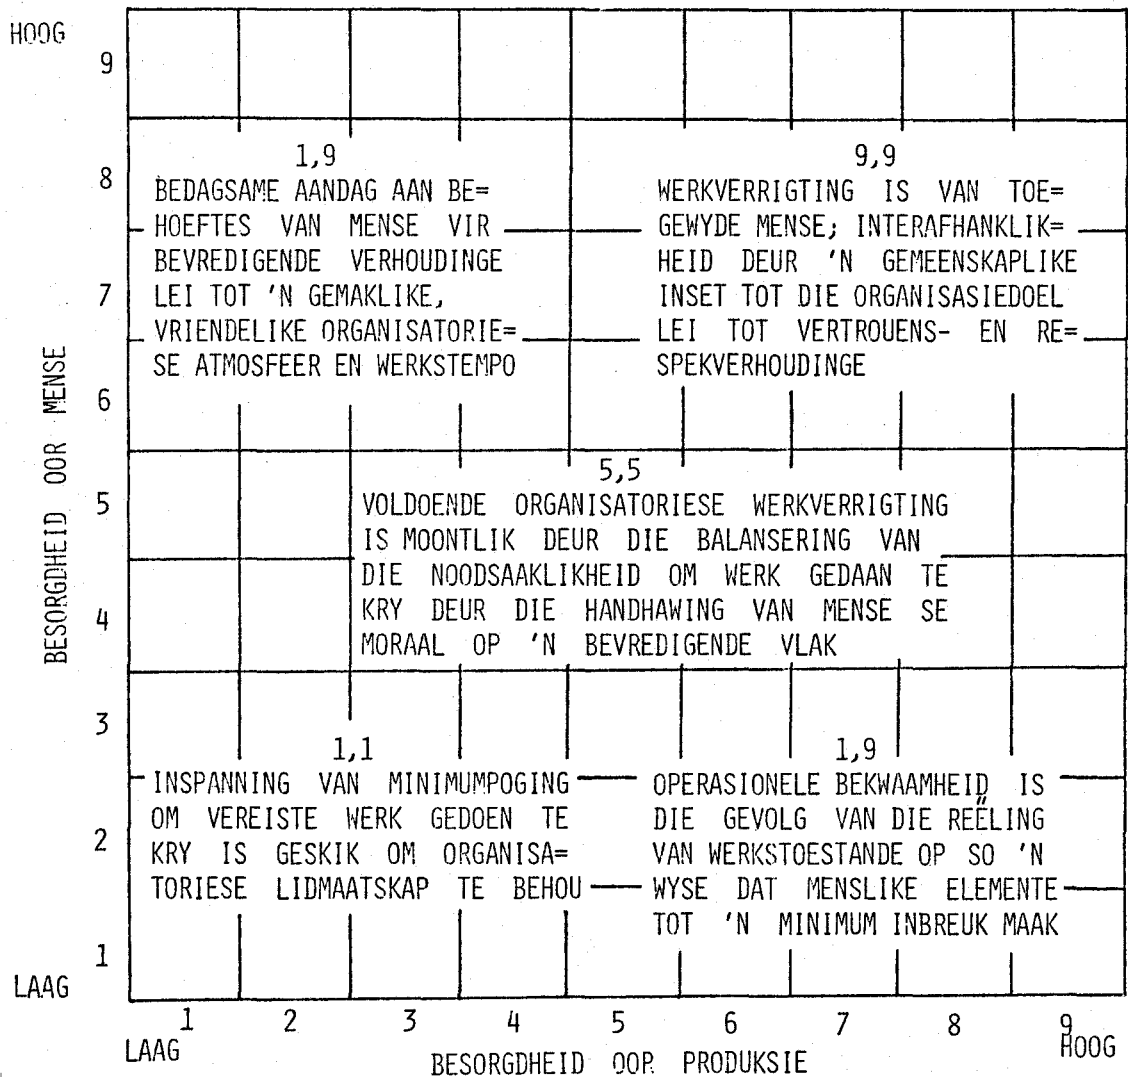 HOOG
9
8
7
6
5
4
3
2
1
LAAG
BESORGDHEID OOR MENSE
1,9
BEDAGSAME AANDAG AAN BE=
HOEFTES VAN MENSE VIR
BEVREDIGENDE VERHOUDINGE
LEI TOT 'N GEMAKLIKE,
VRIENDELIKE ORGANISATORIE=
SE ATMOSFEER EN WERKSTEMPO
9,9
WERKVERRIGTING IS VAN TOE=
GEWYDE MENSE; INTERAFHANKLIK=
HEID DEUR 'N GEMEENSKAPLIKE
INSET TOT DIE ORGANISASIEDOEL
LEI TOT VERTROUENS- EN RE=
SPEKVERHOUDINGE
5,5
VOLDOENDE ORGANISATORIESE WERKVERRIGTING
IS MOONTLIK DEUR DIE BALANSERING VAN
DIE NOODSAAKLIKHEID OM WERK GEDAAN TE
KRY DEUR DIE HANDHAWING VAN MENSE SE
MORAAL OP 'N BEVREDIGENDE VLAK
1,1
INSPANNING VAN MINIMUMPOGING
OM VEREISTE WERK GEDOEN TE
KRY IS GESKIK OM ORGANISA=
TORIESE LIDMAATSKAP TE BEHOU
1,9
OPERASIONELE BEKWAAMHEID IS
DIE GEVOLG VAN DIE REËLING
VAN WERKSTOESTANDE OP SO 'N
WYSE DAT MENSLIKE ELEMENTE
TOT 'N MINIMUM INBREUK MAAK
1 2 3 4 5 6 7 8 9
LAAG HOOG
BESORGDHEID OOR PRODUKSIE